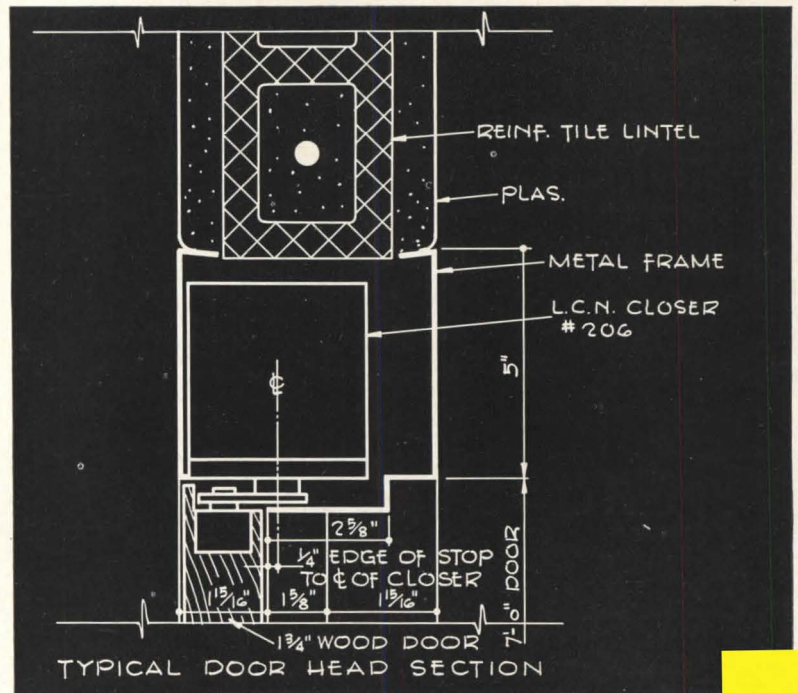 REINF. TILE LINTEL
PLAS.
METAL FRAME
L.C.N. CLOSER
#206
℄
5"
2 5/8"
1/4" EDGE OF STOP
TO ℄ OF CLOSER
1 15/16" 1 5/8" 1 15/16"
7'-0" DOOR
1 3/4" WOOD DOOR
TYPICAL DOOR HEAD SECTION